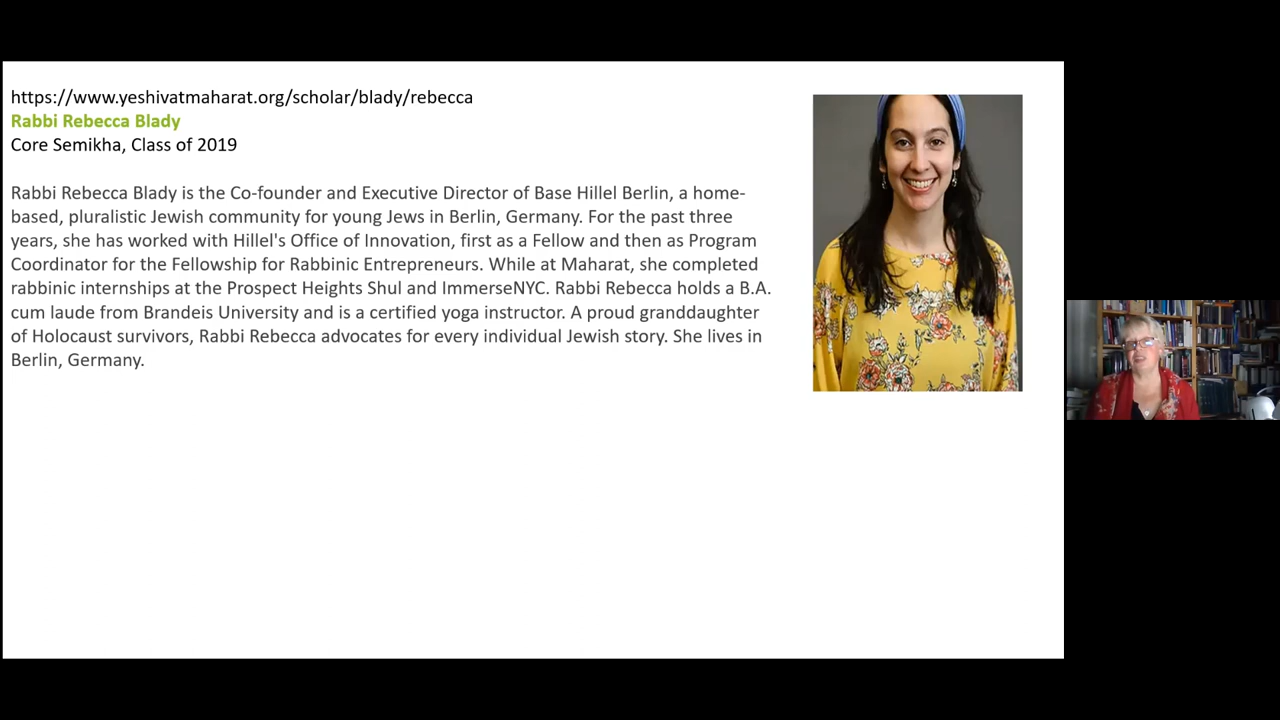 https://www.yeshivatmaharat.org/scholar/blady/rebecca
Rabbi Rebecca Blady
Core Semikha, Class of 2019
Rabbi Rebecca Blady is the Co-founder and Executive Director of Base Hillel Berlin, a home-
based, pluralistic Jewish community for young Jews in Berlin, Germany. For the past three
years, she has worked with Hillel's Office of Innovation, first as a Fellow and then as Program
Coordinator for the Fellowship for Rabbinic Entrepreneurs. While at Maharat, she completed
rabbinic internships at the Prospect Heights Shul and ImmerseNYC. Rabbi Rebecca holds a B.A.
cum laude from Brandeis University and is a certified yoga instructor. A proud granddaughter
of Holocaust survivors, Rabbi Rebecca advocates for every individual Jewish story. She lives in
Berlin, Germany.